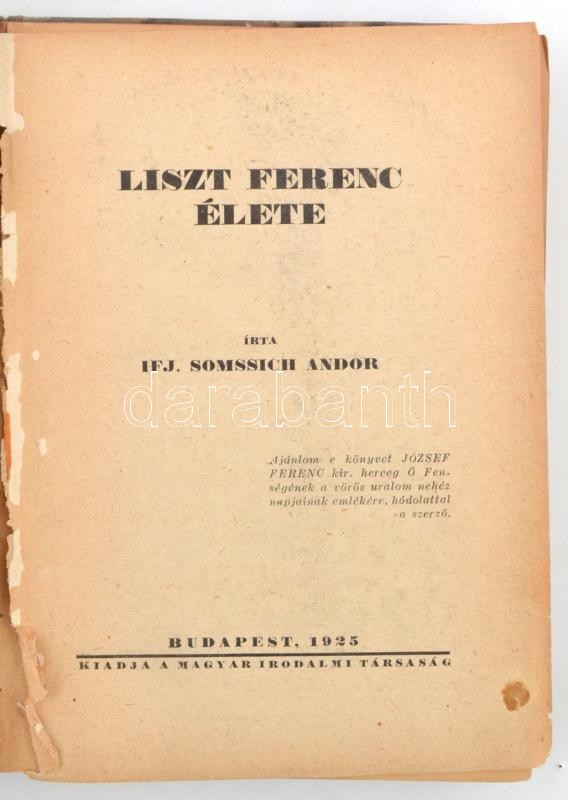 LISZT FERENC
ÉLETE
ÍRTA
IFJ. SOMSSICH ANDOR
darabanth
Ajánlom e könyvet JÓZSEF
FERENC kir. herceg Ő Fen-
ségének a vörös uralom nehéz
napjainak emlékére, hódolattal
a szerző.
BUDAPEST, 1925
KIADJA A MAGYAR IRODALMI TÁRSASÁG